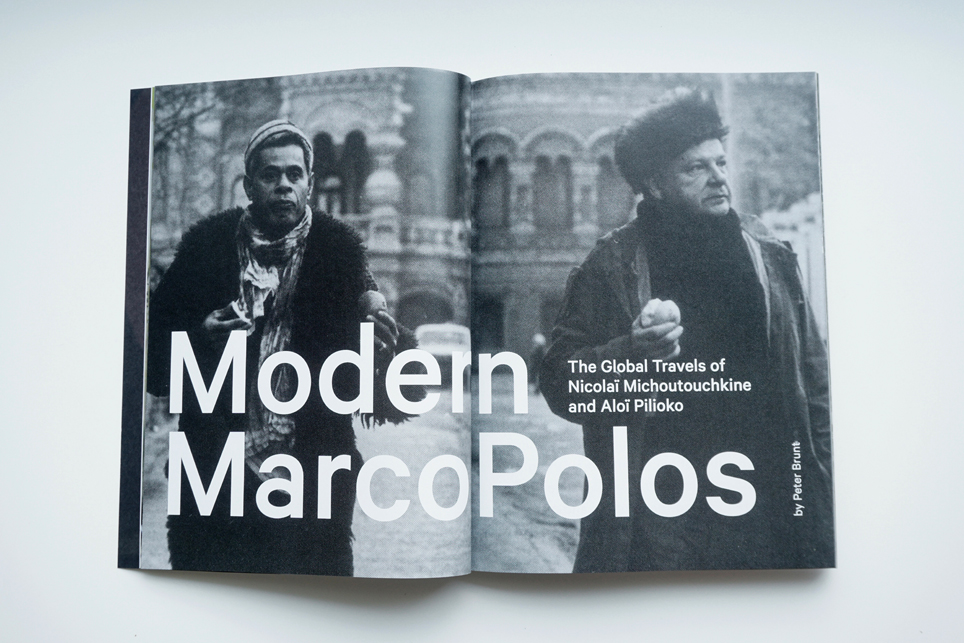 Modern
MarcoPolos
The Global Travels of
Nicolaï Michoutouchkine
and Aloï Pilioko
by Peter Brunt